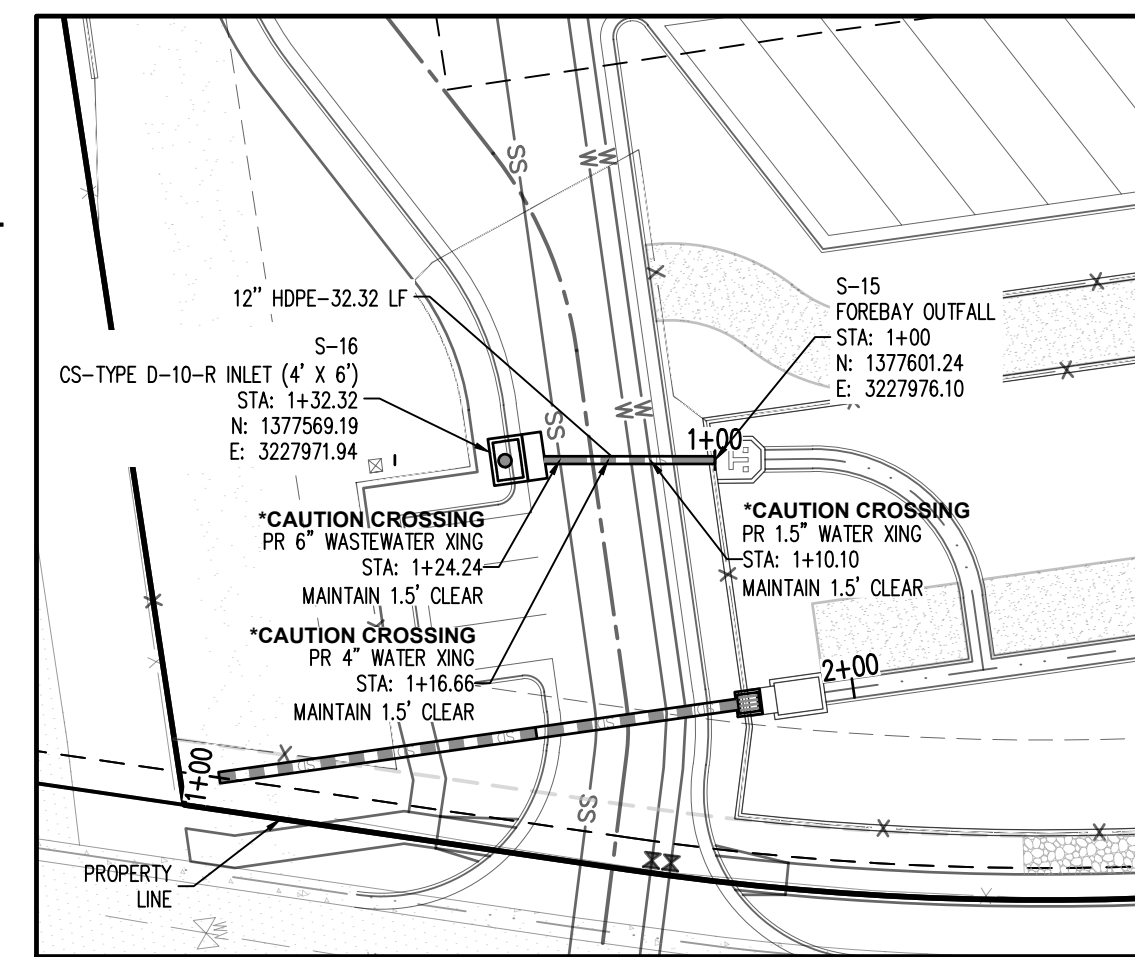 12" HDPE-32.32 LF
S-16
CS-TYPE D-10-R INLET (4' X 6')
STA: 1+32.32
N: 1377569.19
E: 3227971.94
S-15
FOREBAY OUTFALL
STA: 1+00
N: 1377601.24
E: 3227976.10
1+00
*CAUTION CROSSING
PR 6" WASTEWATER XING
STA: 1+24.24
MAINTAIN 1.5' CLEAR
*CAUTION CROSSING
PR 1.5" WATER XING
STA: 1+10.10
MAINTAIN 1.5' CLEAR
*CAUTION CROSSING
PR 4" WATER XING
STA: 1+16.66
MAINTAIN 1.5' CLEAR
2+00
1+00
PROPERTY
LINE
SS
W
W
SS
W
W
SS